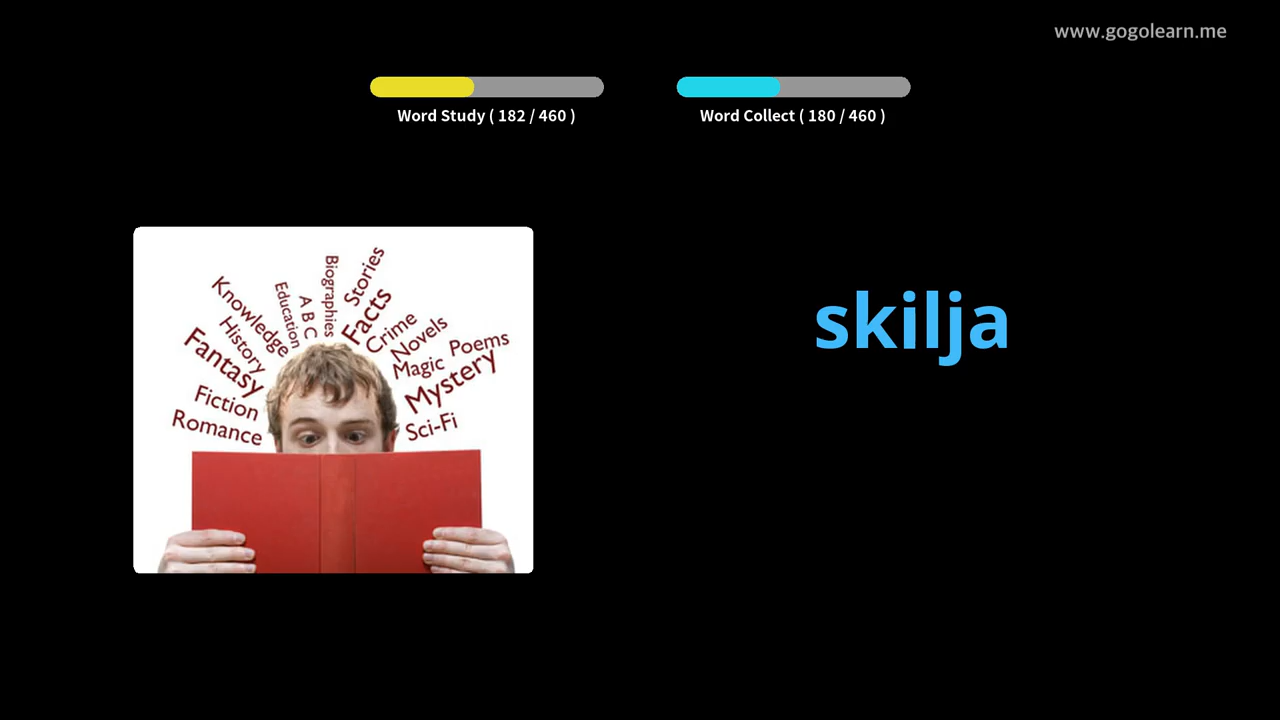 www.gogolearn.me
Word Study ( 182 / 460 )
Word Collect ( 180 / 460 )
skilja
Biographies
Stories
Education
A B C
Facts
Knowledge
History
Crime
Novels
Fantasy
Magic
Poems
Mystery
Fiction
Romance
Sci-Fi